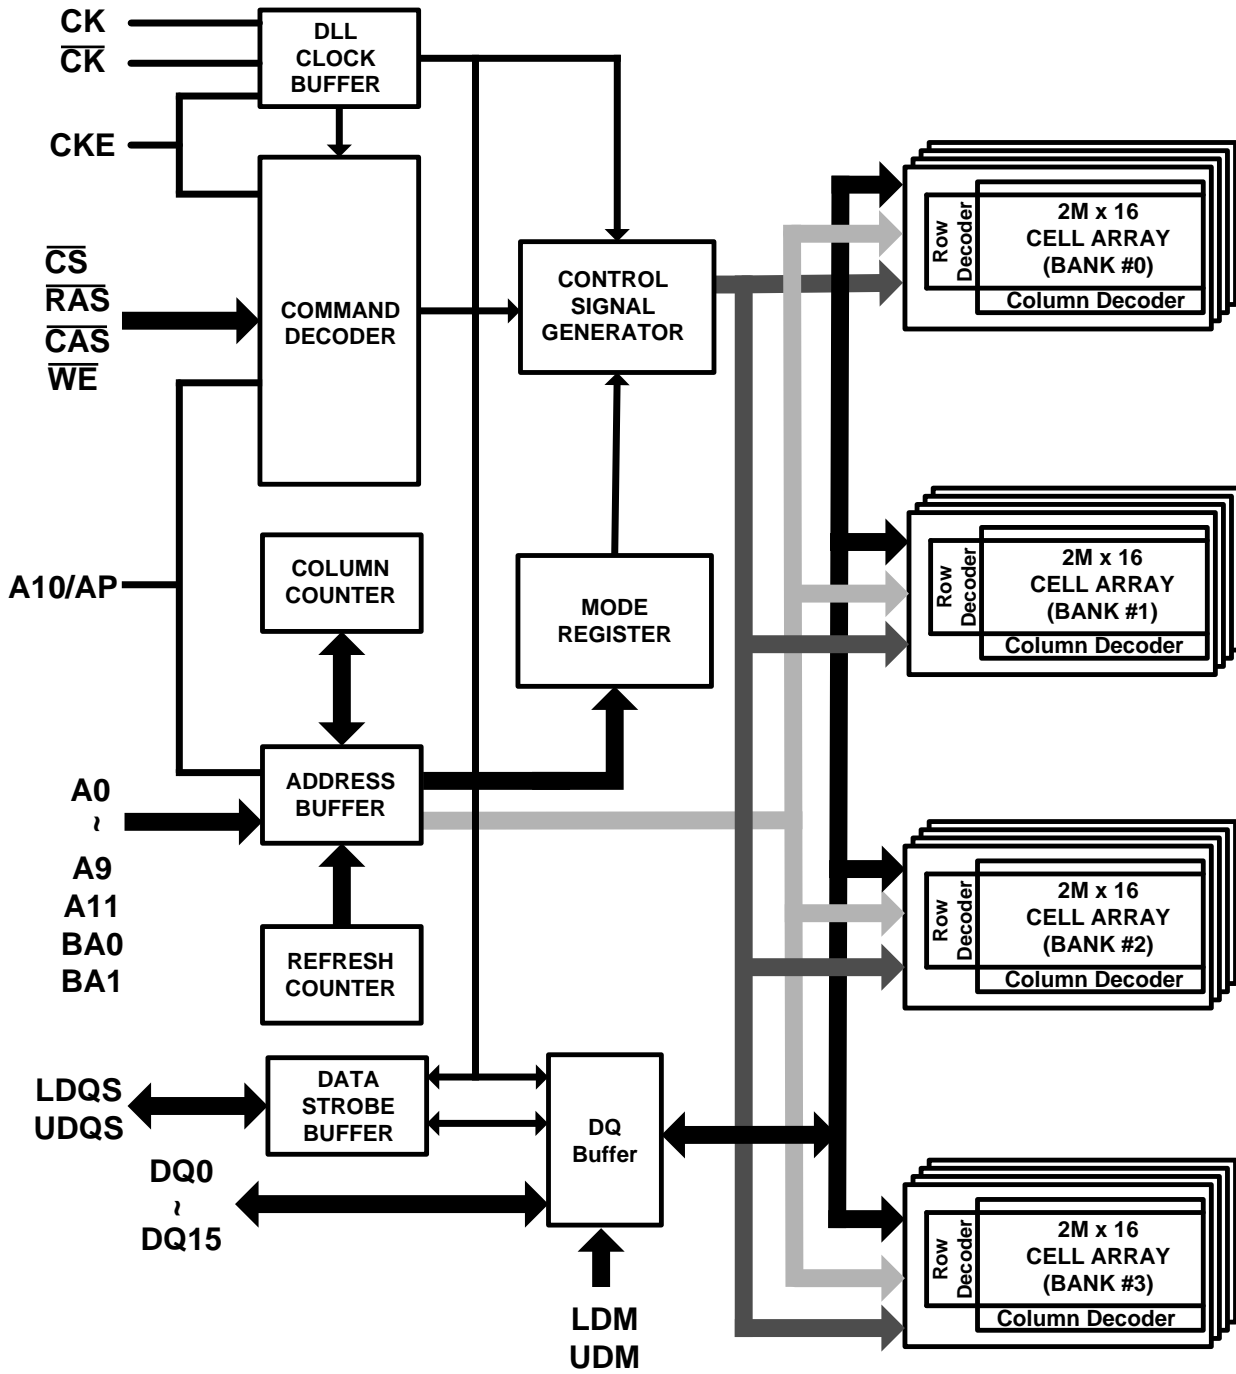 CK
CK
CKE
CS
RAS
CAS
WE
A10/AP
A0
~
A9
A11
BA0
BA1
LDQS
UDQS
DQ0
~
DQ15
DLL
CLOCK
BUFFER
COMMAND
DECODER
COLUMN
COUNTER
ADDRESS
BUFFER
REFRESH
COUNTER
DATA
STROBE
BUFFER
CONTROL
SIGNAL
GENERATOR
MODE
REGISTER
DQ
Buffer
LDM
UDM
Row
Decoder
2M x 16
CELL ARRAY
(BANK #0)
Column Decoder
Row
Decoder
2M x 16
CELL ARRAY
(BANK #1)
Column Decoder
Row
Decoder
2M x 16
CELL ARRAY
(BANK #2)
Column Decoder
Row
Decoder
2M x 16
CELL ARRAY
(BANK #3)
Column Decoder